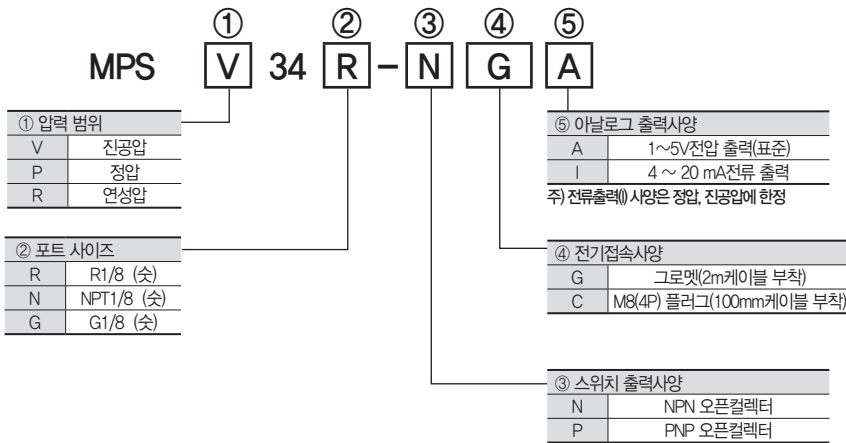 ① ② ③ ④ ⑤
MPS V 34 R - N G A
① 압력 범위
V 진공압
P 정압
R 연성압
② 포트 사이즈
R R1/8 (숫)
N NPT1/8 (숫)
G G1/8 (숫)
⑤ 아날로그 출력사양
A 1～5V전압 출력(표준)
I 4 ～ 20 mA전류 출력
주) 전류출력(I) 사양은 정압, 진공압에 한정
④ 전기접속사양
G 그로멧(2m케이블 부착)
C M8(4P) 플러그(100mm케이블 부착)
③ 스위치 출력사양
N NPN 오픈컬렉터
P PNP 오픈컬렉터